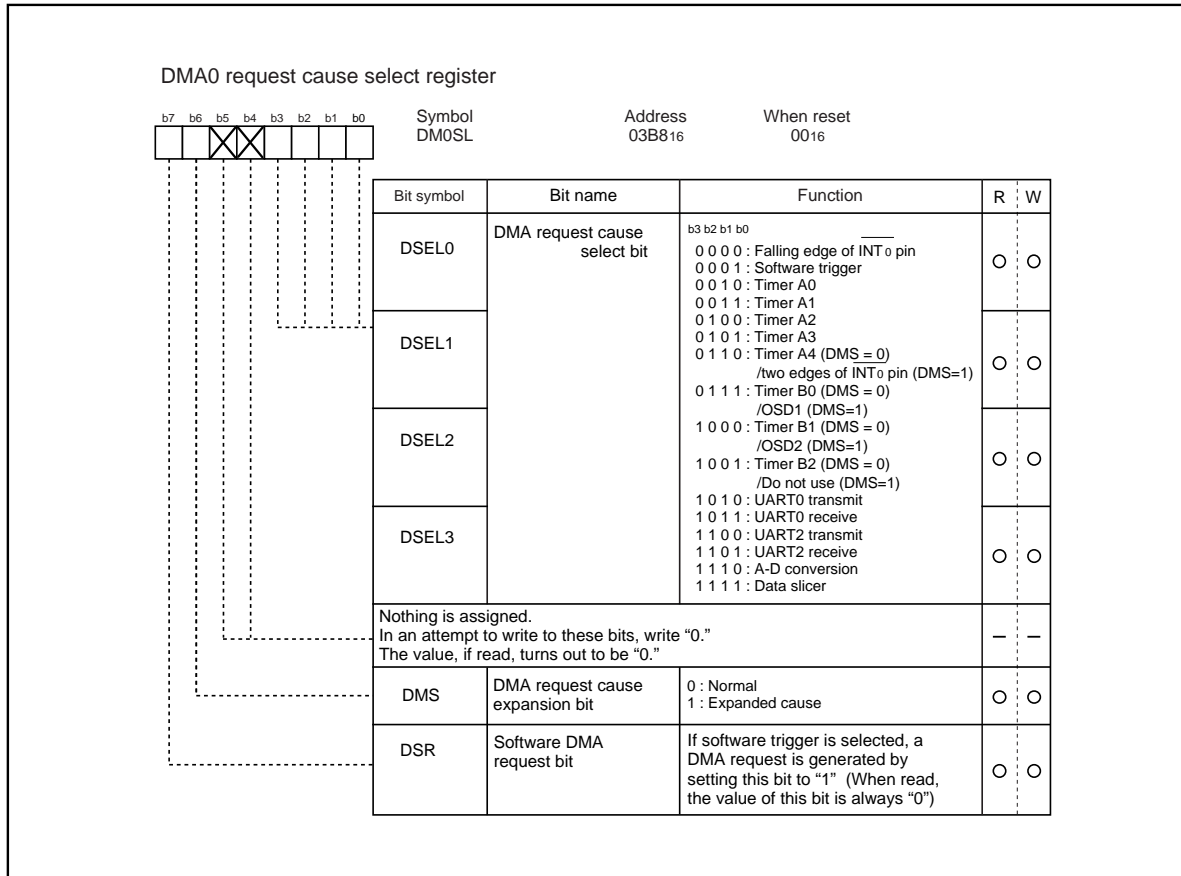 DMA0 request cause select register
b7 b6 b5 b4 b3 b2 b1 b0
Symbol Address When reset
DM0SL 03B816 0016
Bit symbol Bit name Function R W
DSEL0
DSEL1
DSEL2
DSEL3
DMA request cause
select bit
b3 b2 b1 b0
0 0 0 0 : Falling edge of INT0 pin
0 0 0 1 : Software trigger
0 0 1 0 : Timer A0
0 0 1 1 : Timer A1
0 1 0 0 : Timer A2
0 1 0 1 : Timer A3
0 1 1 0 : Timer A4 (DMS = 0)
/two edges of INT0 pin (DMS=1)
0 1 1 1 : Timer B0 (DMS = 0)
/OSD1 (DMS=1)
1 0 0 0 : Timer B1 (DMS = 0)
/OSD2 (DMS=1)
1 0 0 1 : Timer B2 (DMS = 0)
/Do not use (DMS=1)
1 0 1 0 : UART0 transmit
1 0 1 1 : UART0 receive
1 1 0 0 : UART2 transmit
1 1 0 1 : UART2 receive
1 1 1 0 : A-D conversion
1 1 1 1 : Data slicer
Nothing is assigned.
In an attempt to write to these bits, write “0.”
The value, if read, turns out to be “0.”
– –
DMS
DMA request cause
expansion bit
0 : Normal
1 : Expanded cause
DSR
Software DMA
request bit
If software trigger is selected, a
DMA request is generated by
setting this bit to “1” (When read,
the value of this bit is always “0”)